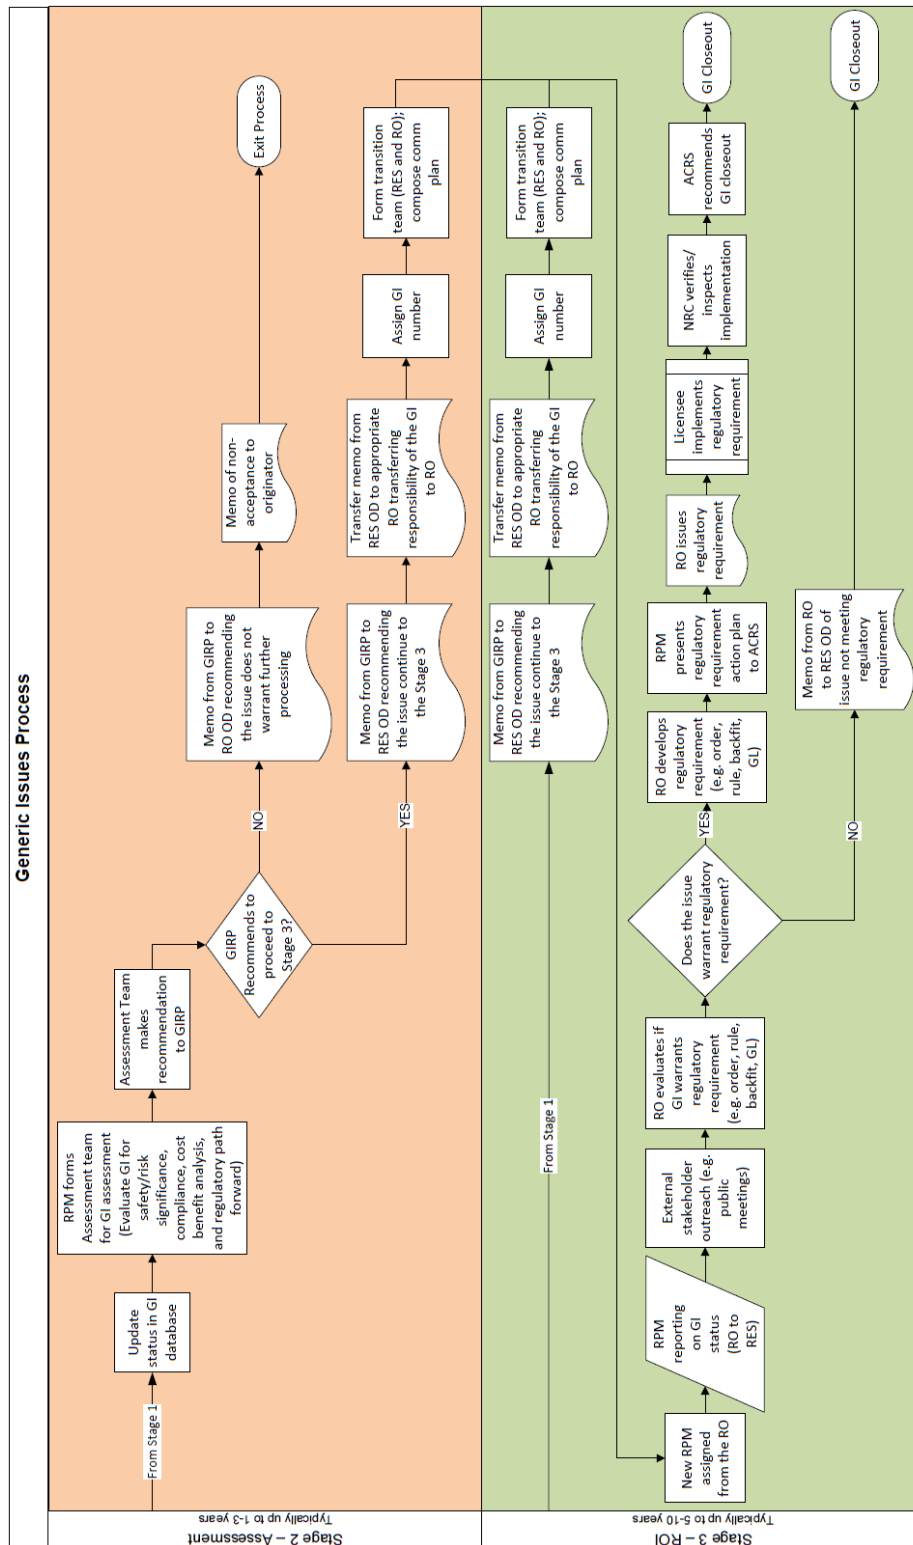 Generic Issues Process
Stage 2 – Assessment
Typically up to 1-3 years
From Stage 1
Update
status in GI
database
RPM forms
Assessment team
for GI assessment
(Evaluate GI for
safety/risk
significance,
compliance, cost
benefit analysis,
and regulatory path
forward)
Assessment Team
makes
recommendation
to GIRP
GIRP
Recommends to
proceed to
Stage 3?
NO
Memo from GIRP to
RO OD recommending
the issue does not
warrant further
processing
Memo of non-
acceptance to
originator
Exit Process
YES
Memo from GIRP to
RES OD recommending
the issue continue to
the Stage 3
Transfer memo from
RES OD to appropriate
RO transferring
responsibility of the GI
to RO
Assign GI
number
Form transition
team (RES and RO);
compose comm
plan
Stage 3 – ROI
Typically up to 5-10 years
From Stage 1
Memo from GIRP to
RES OD recommending
the issue continue to
the Stage 3
Transfer memo from
RES OD to appropriate
RO transferring
responsibility of the GI
to RO
Assign GI
number
Form transition
team (RES and RO);
compose comm
plan
New RPM
assigned
from the RO
RPM
reporting
on GI
status
(RO to
RES)
External
stakeholder
outreach (e.g.
public
meetings)
RO evaluates if
GI warrants
regulatory
requirement
(e.g. order, rule,
backfit, GL)
Does the issue
warrant regulatory
requirement?
YES
RO develops
regulatory
requirement
(e.g. order,
rule, backfit,
GL)
RPM
presents
regulatory
requirement
action plan
to ACRS
RO issues
regulatory
requirement
Licensee
implements
regulatory
requirement
NRC verifies/
inspects
implementation
ACRS
recommends
GI closeout
GI Closeout
NO
Memo from RO
to RES OD of
issue not meeting
regulatory
requirement
GI Closeout